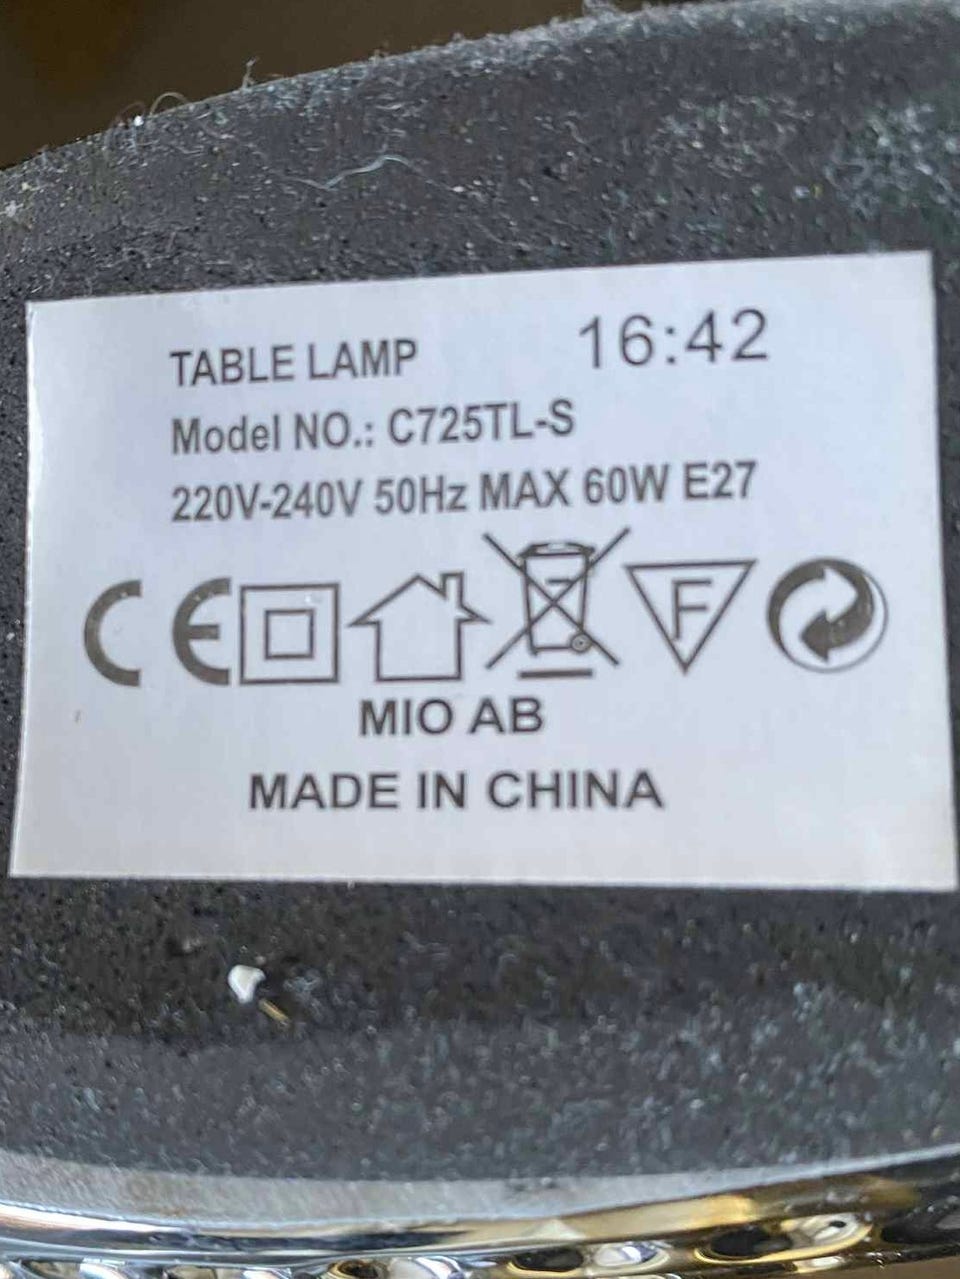 TABLE LAMP 16:42
Model NO.: C725TL-S
220V-240V 50Hz MAX 60W E27
CE F
MIO AB
MADE IN CHINA